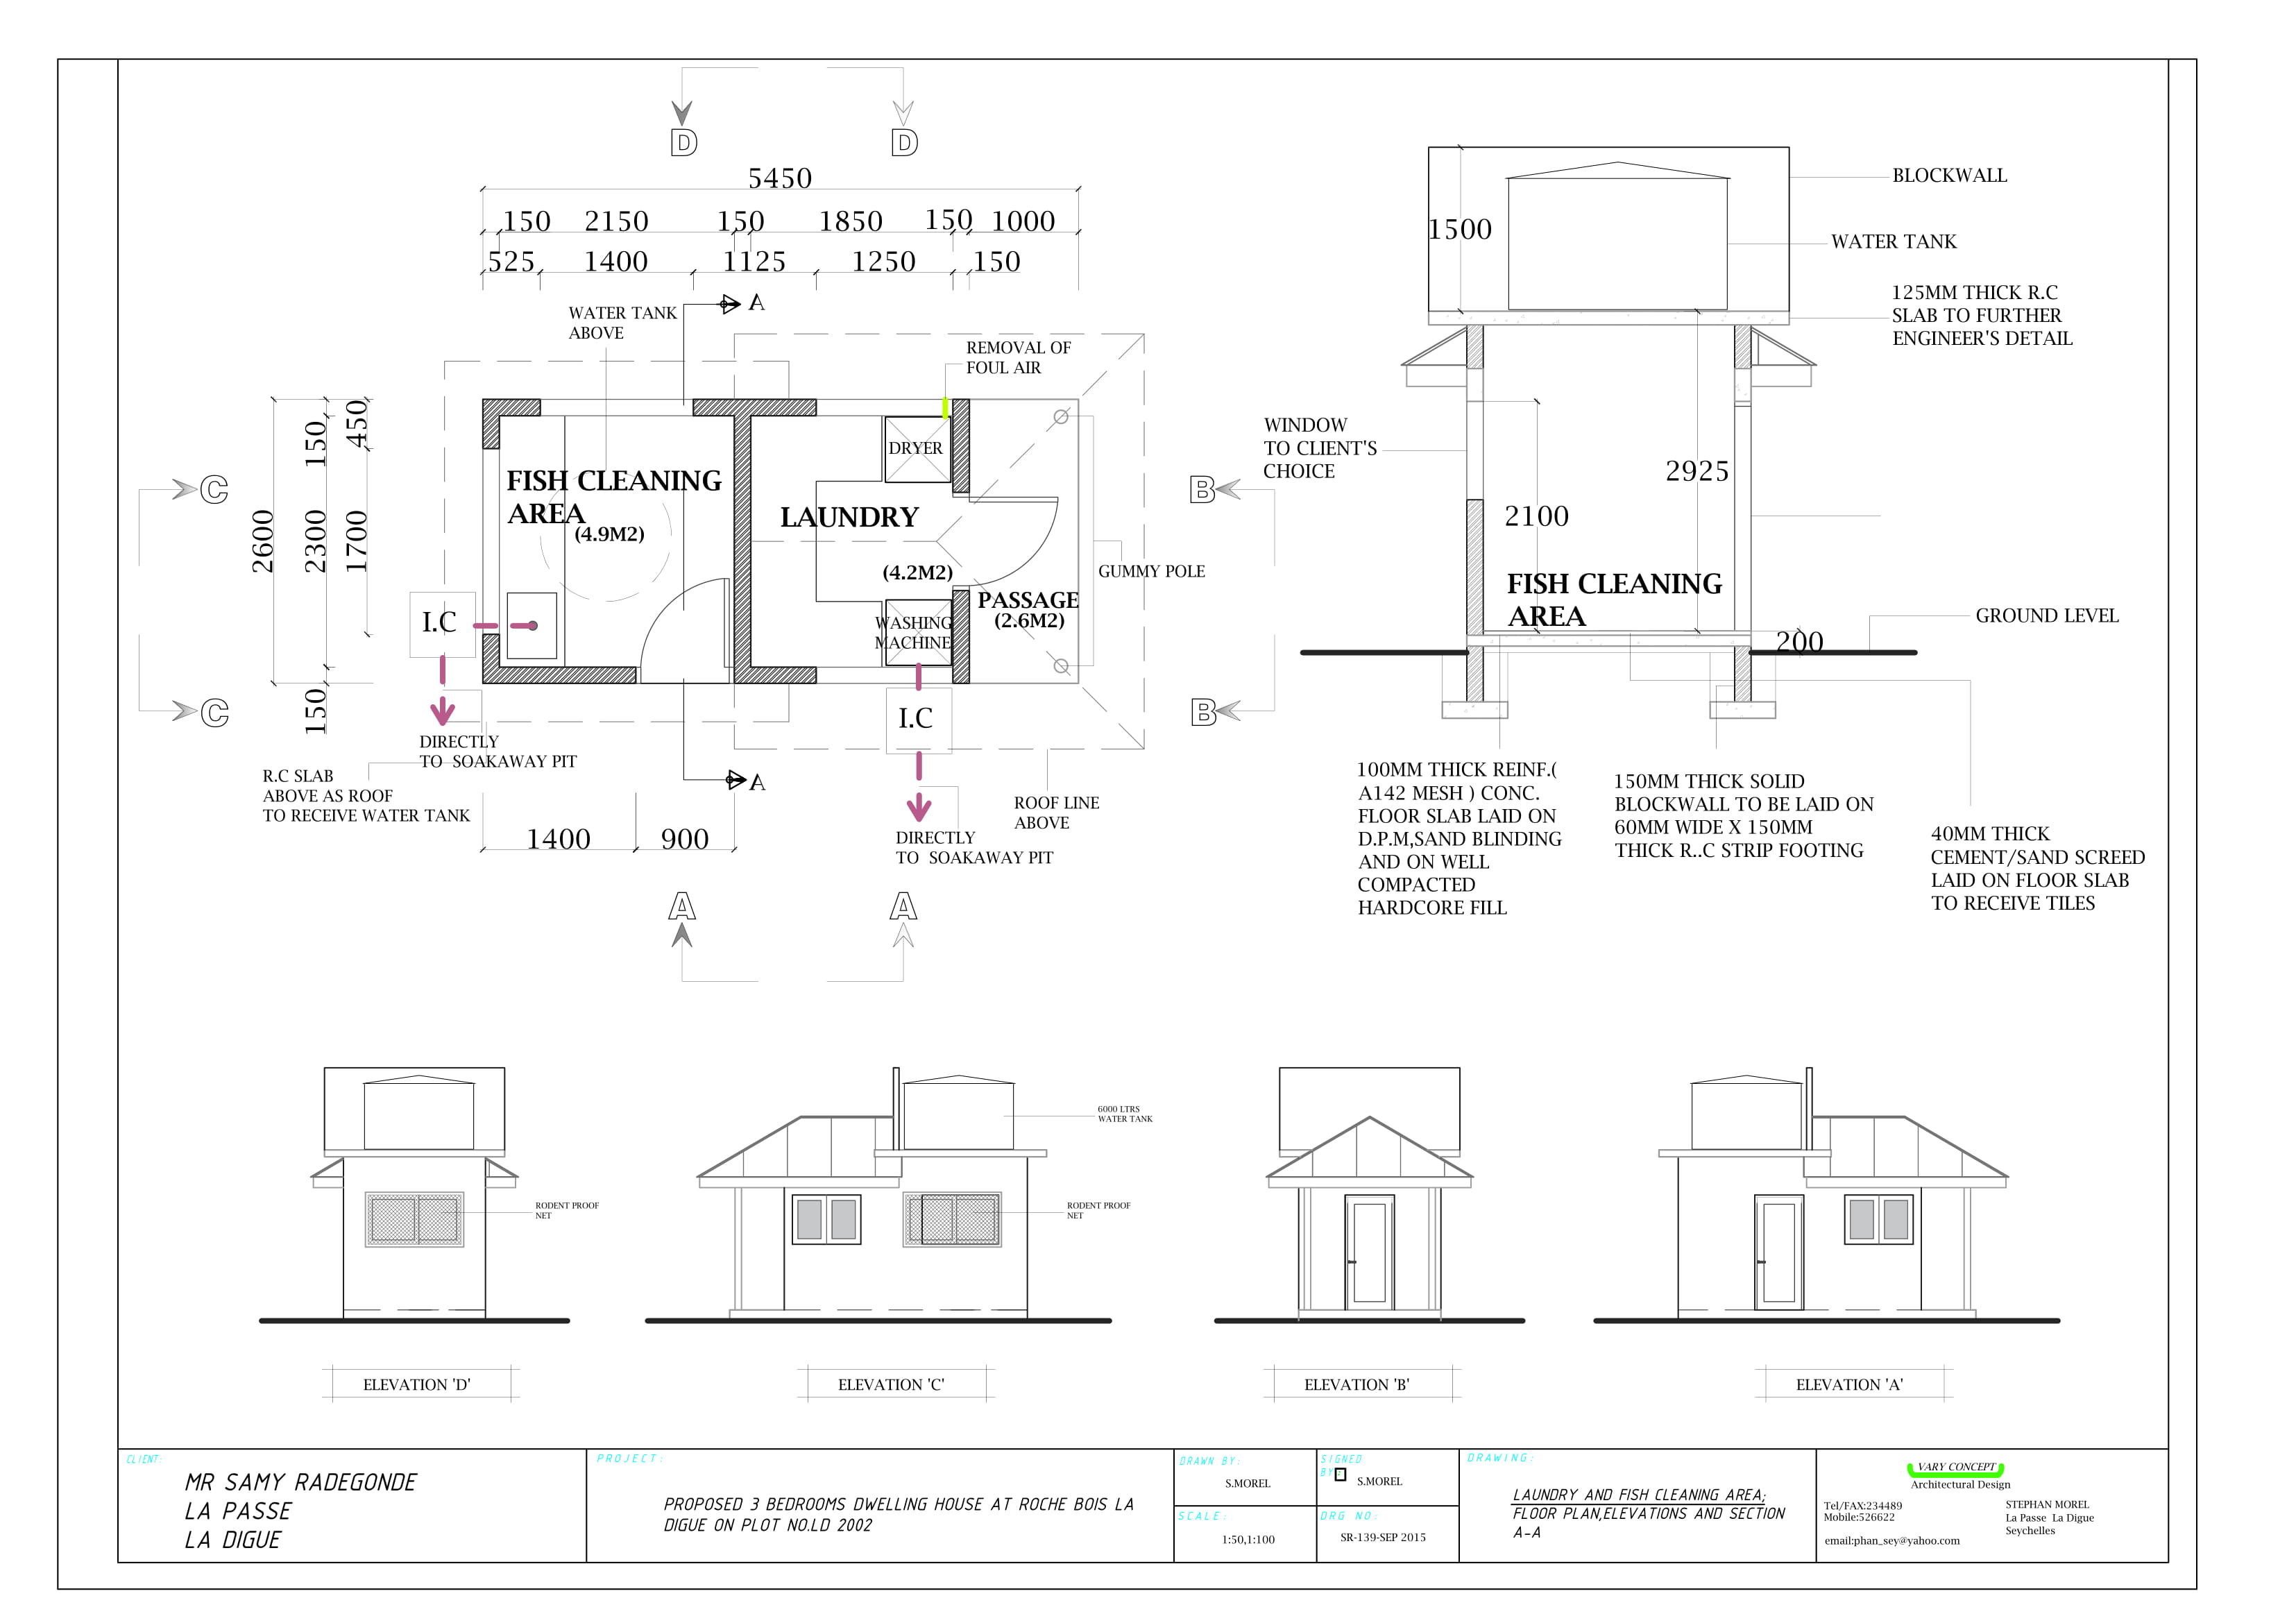 D D
5450
150 2150 150 1850 150 1000
525 1400 1125 1250 150
WATER TANK
ABOVE
A
REMOVAL OF
FOUL AIR
450
150
2600
2300
1700
150
C
C
DRYER
FISH CLEANING
AREA
(4.9M2)
LAUNDRY
(4.2M2)
PASSAGE
(2.6M2)
WASHING
MACHINE
GUMMY POLE
I.C
I.C
B
B
DIRECTLY
TO SOAKAWAY PIT
R.C SLAB
ABOVE AS ROOF
TO RECEIVE WATER TANK
A
1400 900
DIRECTLY
TO SOAKAWAY PIT
ROOF LINE
ABOVE
A A
1500
BLOCKWALL
WATER TANK
125MM THICK R.C
SLAB TO FURTHER
ENGINEER'S DETAIL
WINDOW
TO CLIENT'S
CHOICE
2925
2100
FISH CLEANING
AREA
200
GROUND LEVEL
100MM THICK REINF.(
A142 MESH ) CONC.
FLOOR SLAB LAID ON
D.P.M,SAND BLINDING
AND ON WELL
COMPACTED
HARDCORE FILL
150MM THICK SOLID
BLOCKWALL TO BE LAID ON
60MM WIDE X 150MM
THICK R..C STRIP FOOTING
40MM THICK
CEMENT/SAND SCREED
LAID ON FLOOR SLAB
TO RECEIVE TILES
RODENT PROOF
NET
6000 LTRS
WATER TANK
RODENT PROOF
NET
ELEVATION 'D'
ELEVATION 'C'
ELEVATION 'B'
ELEVATION 'A'
CLIENT:
MR SAMY RADEGONDE
LA PASSE
LA DIGUE
PROJECT:
PROPOSED 3 BEDROOMS DWELLING HOUSE AT ROCHE BOIS LA
DIGUE ON PLOT NO.LD 2002
DRAWN BY:
S.MOREL
SIGNED
BY:
S.MOREL
SCALE:
1:50,1:100
DRG NO:
SR-139-SEP 2015
DRAWING:
LAUNDRY AND FISH CLEANING AREA;
FLOOR PLAN,ELEVATIONS AND SECTION
A-A
VARY CONCEPT
Architectural Design
Tel/FAX:234489
Mobile:526622
email:phan_sey@yahoo.com
STEPHAN MOREL
La Passe La Digue
Seychelles